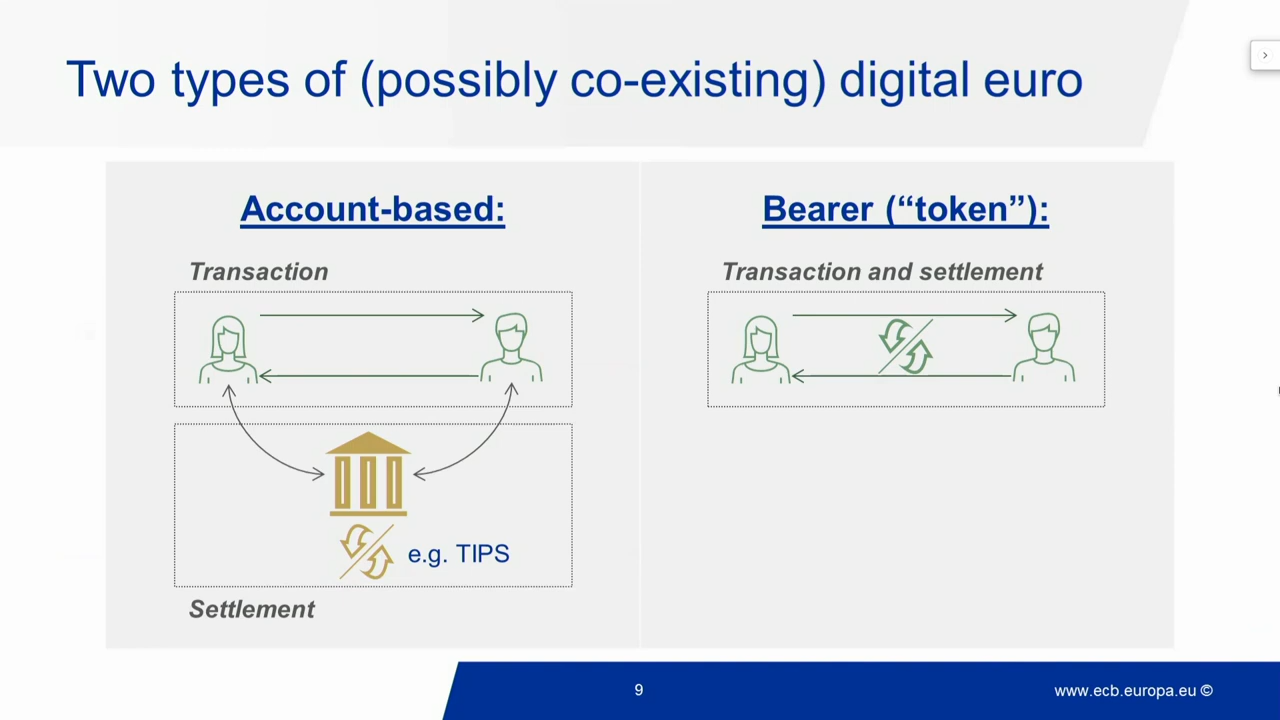 Two types of (possibly co-existing) digital euro
Account-based:
Transaction
e.g. TIPS
Settlement
Bearer (“token”):
Transaction and settlement
9
www.ecb.europa.eu ©